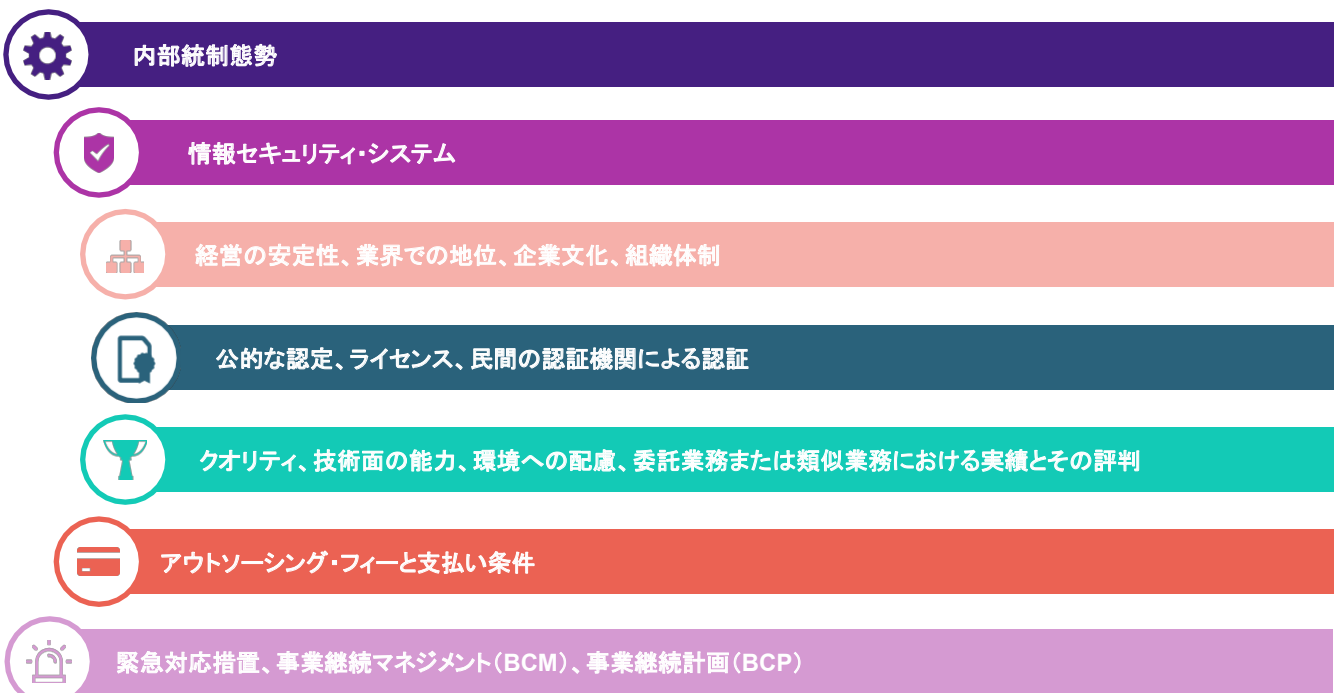 内部統制態勢
情報セキュリティ・システム
経営の安定性、業界での地位、企業文化、組織体制
公的な認定、ライセンス、民間の認証機関による認証
クオリティ、技術面の能力、環境への配慮、委託業務または類似業務における実績とその評判
アウトソーシング・フィーと支払い条件
緊急対応措置、事業継続マネジメント（BCM）、事業継続計画（BCP）